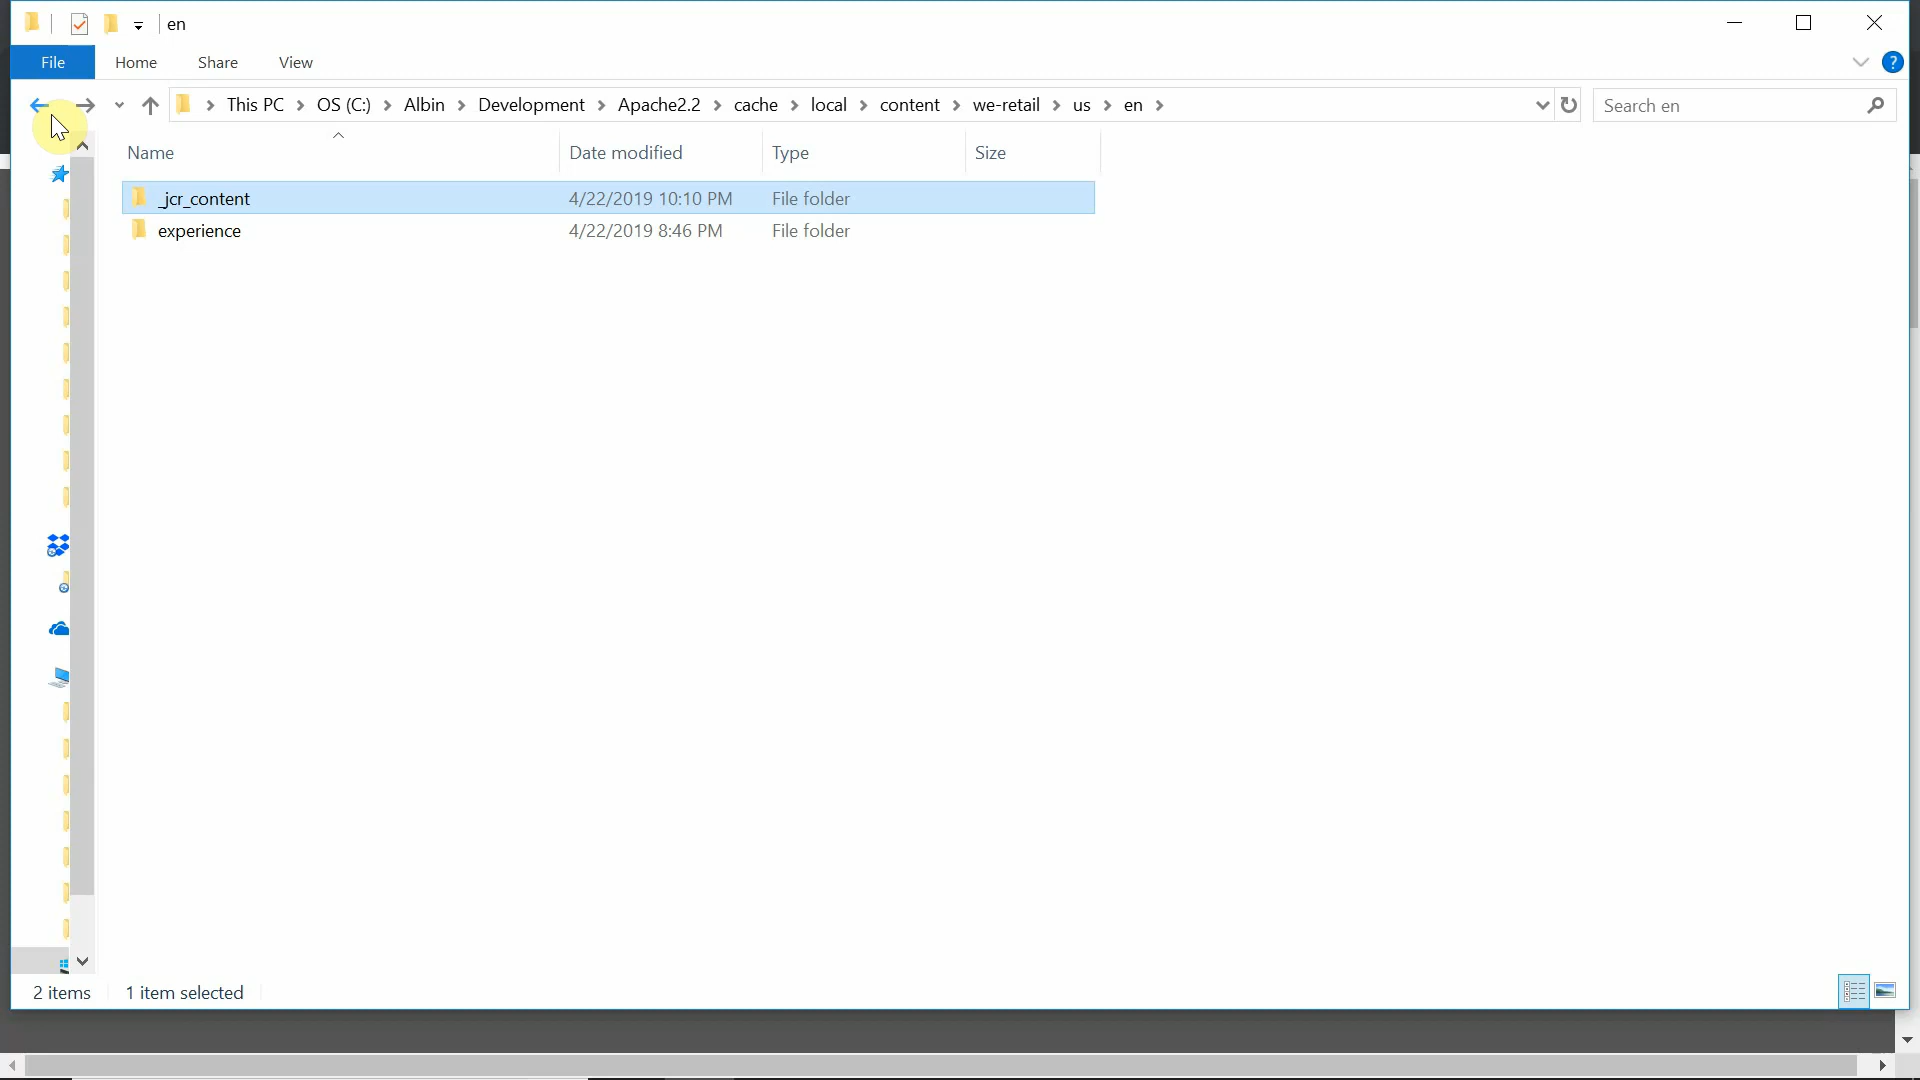 en
File Home Share View
?
This PC OS (C:) Albin Development Apache2.2 cache local content we-retail us en
Search en
Name Date modified Type Size
_jcr_content 4/22/2019 10:10 PM File folder
experience 4/22/2019 8:46 PM File folder
2 items 1 item selected